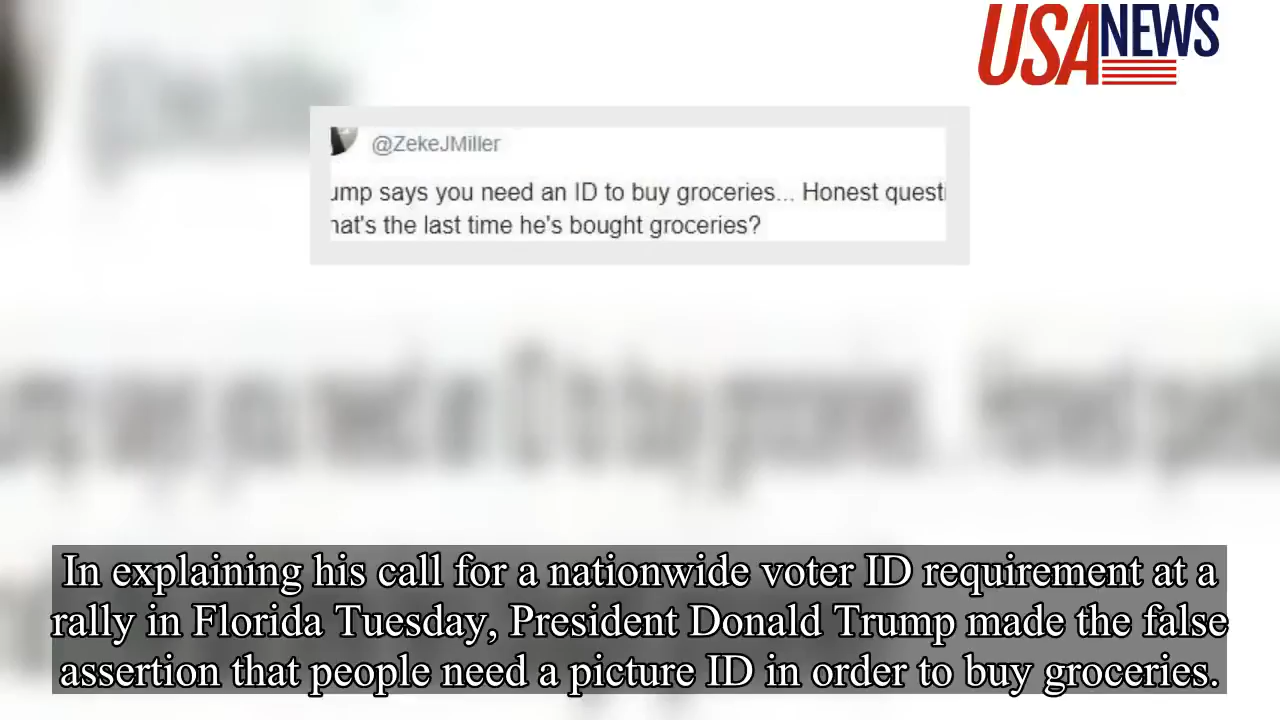 USANEWS
@ZekeJMiller
ump says you need an ID to buy groceries... Honest questi
hat's the last time he's bought groceries?
In explaining his call for a nationwide voter ID requirement at a
rally in Florida Tuesday, President Donald Trump made the false
assertion that people need a picture ID in order to buy groceries.